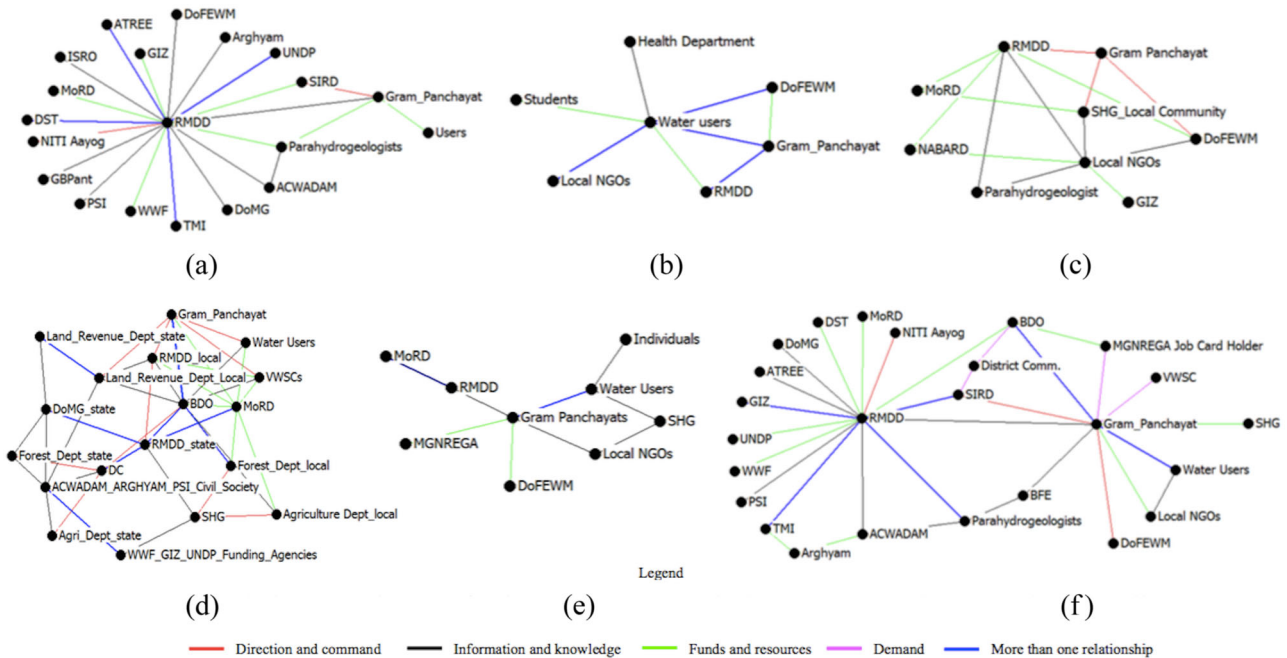 ATREE
DoFEWM
Arghyam
ISRO
GIZ
UNDP
MoRD
SIRD
Gram_Panchayat
DST
RMDD
Users
NITI Aayog
Parahydrogeologists
GBPant
ACWADAM
PSI
WWF
DoMG
TMI
(a)
Health Department
DoFEWM
Students
Water users
Gram_Panchayat
Local NGOs
RMDD
(b)
RMDD
Gram Panchayat
MoRD
SHG_Local Community
NABARD
DoFEWM
Local NGOs
Parahydrogeologist
GIZ
(c)
Gram_Panchayat
Land_Revenue_Dept_state
Water Users
RMDD_local
Land_Revenue_Dept_Local
VWSCs
DoMG_state
BDO
MoRD
RMDD_state
Forest_Dept_state
Forest_Dept_local
DC
ACWADAM_ARGHYAM_PSI_Civil_Society
SHG
Agriculture Dept_local
Agri_Dept_state
WWF_GIZ_UNDP_Funding_Agencies
(d)
Individuals
MoRD
RMDD
Water Users
Gram Panchayats
SHG
MGNREGA
Local NGOs
DoFEWM
(e)
DST
MoRD
NITI Aayog
BDO
DoMG
MGNREGA Job Card Holder
ATREE
District Comm.
VWSC
GIZ
SIRD
RMDD
Gram_Panchayat
SHG
UNDP
WWF
Water Users
PSI
BFE
Local NGOs
TMI
Parahydrogeologists
ACWADAM
Arghyam
DoFEWM
(f)
Legend
Direction and command
Information and knowledge
Funds and resources
Demand
More than one relationship